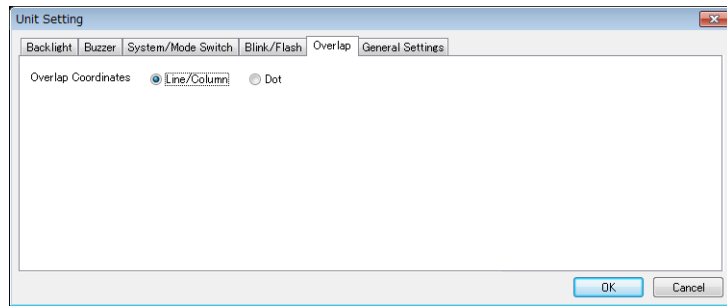 Unit Setting
Backlight Buzzer System/Mode Switch Blink/Flash Overlap General Settings
Overlap Coordinates Line/Column Dot
OK Cancel